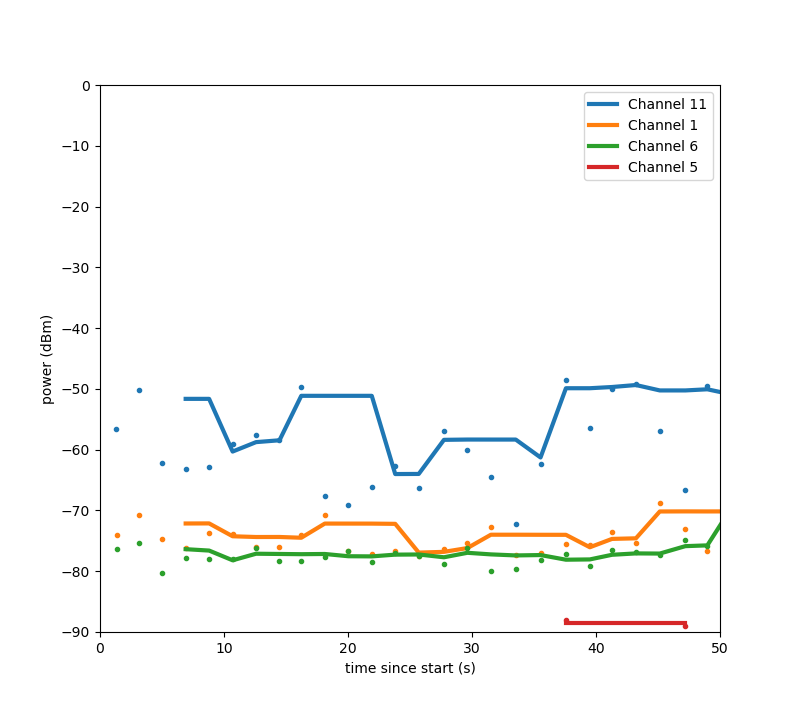 0
−10
−20
−30
−40
−50
−60
−70
−80
−90
power (dBm)
0 10 20 30 40 50
time since start (s)
Channel 11
Channel 1
Channel 6
Channel 5